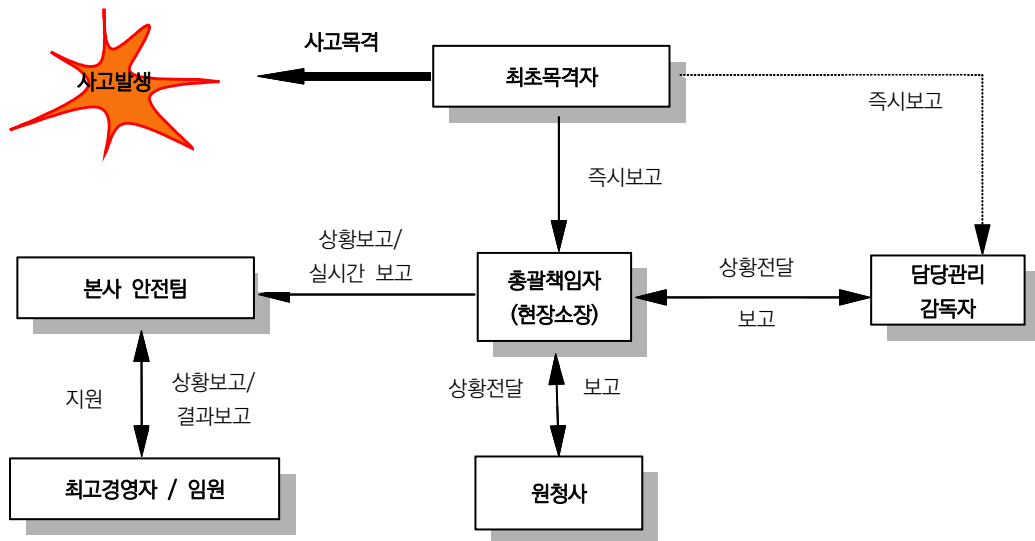 사고목격
최초목격자
사고발생
즉시보고
즉시보고
상황보고/
실시간 보고
본사 안전팀
총괄책임자
(현장소장)
상황전달
보고
담당관리
감독자
지원
상황보고/
결과보고
상황전달
보고
최고경영자 / 임원
원청사